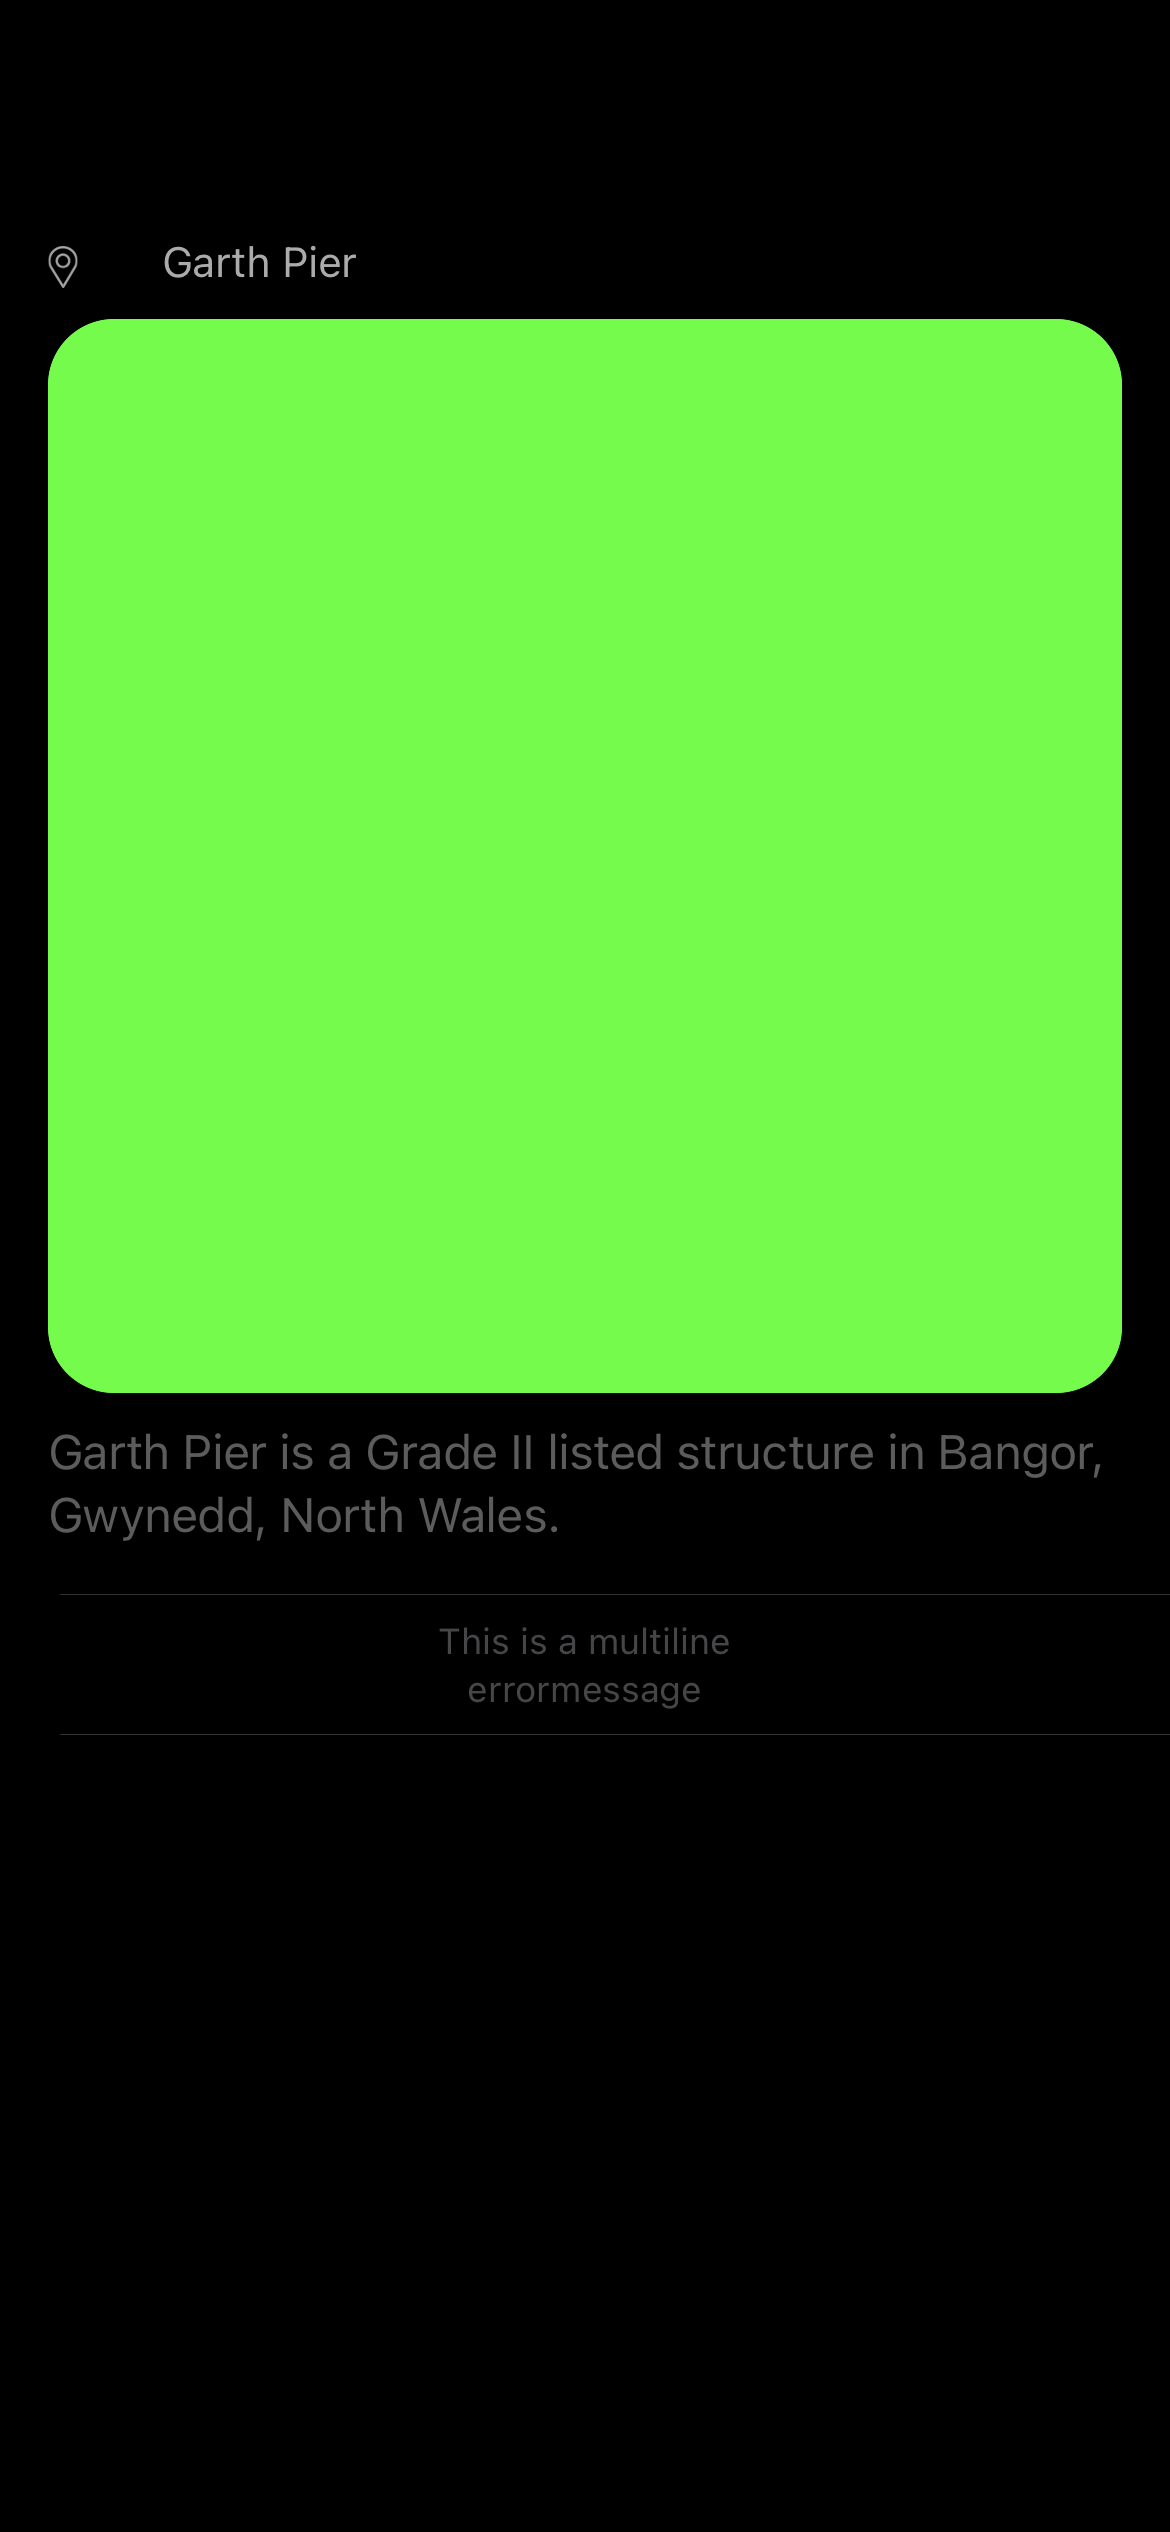 Garth Pier
Garth Pier is a Grade II listed structure in Bangor,
Gwynedd, North Wales.
This is a multiline
errormessage